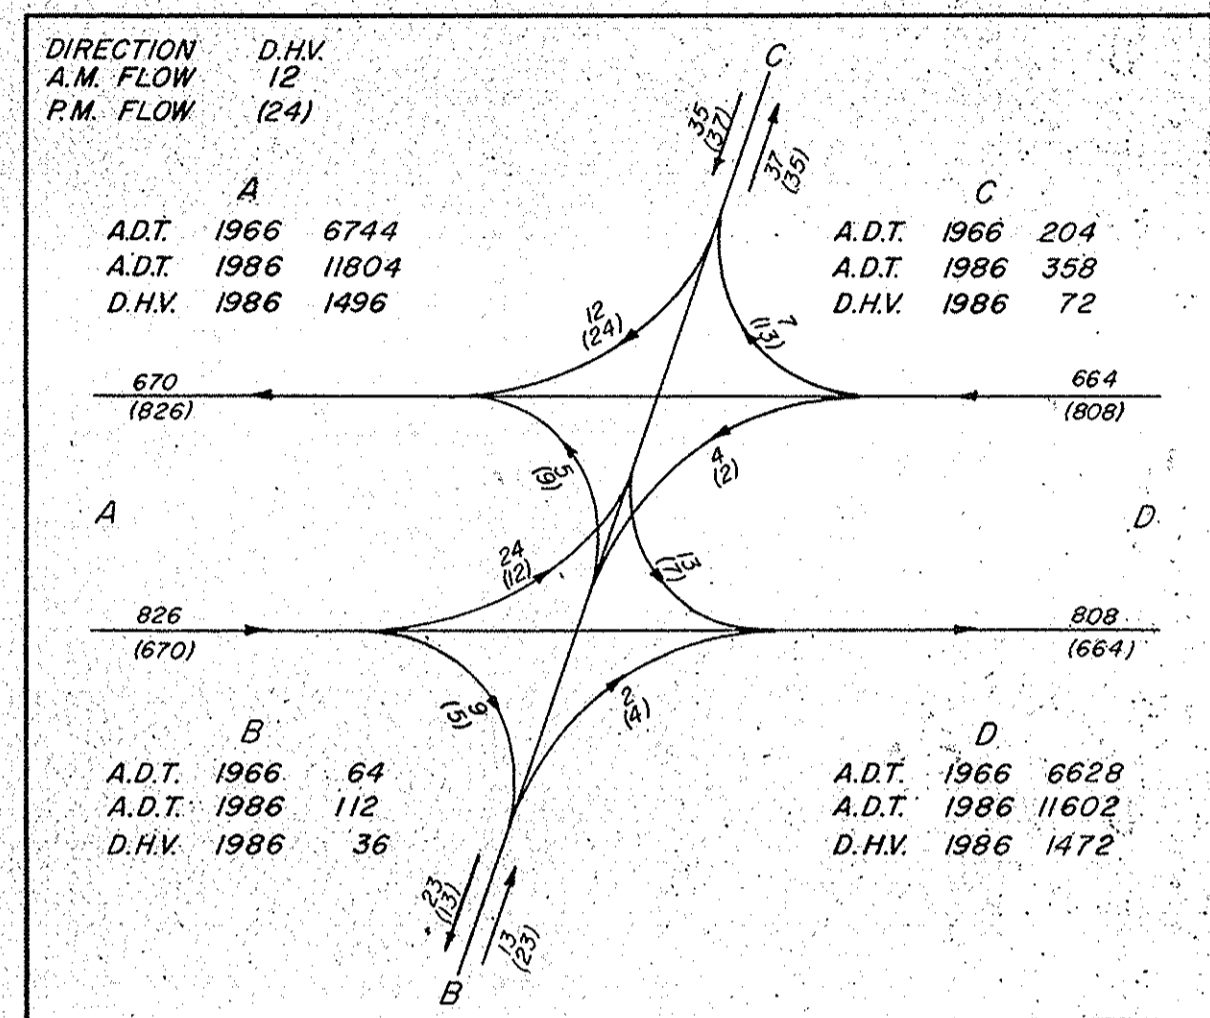 DIRECTION D.H.V.
A.M. FLOW 12
P.M. FLOW (24)
C
35
(37)
37
(35)
A
A.D.T. 1966 6744
A.D.T. 1986 11804
D.H.V. 1986 1496
C
A.D.T. 1966 204
A.D.T. 1986 358
D.H.V. 1986 72
12
(24)
7
(13)
670
(826)
664
(808)
5
(9)
4
(2)
A
D
24
(12)
13
(7)
826
(670)
808
(664)
9
(5)
2
(4)
B
A.D.T. 1966 64
A.D.T. 1986 112
D.H.V. 1986 36
D
A.D.T. 1966 6628
A.D.T. 1986 11602
D.H.V. 1986 1472
23
(13)
13
(23)
B